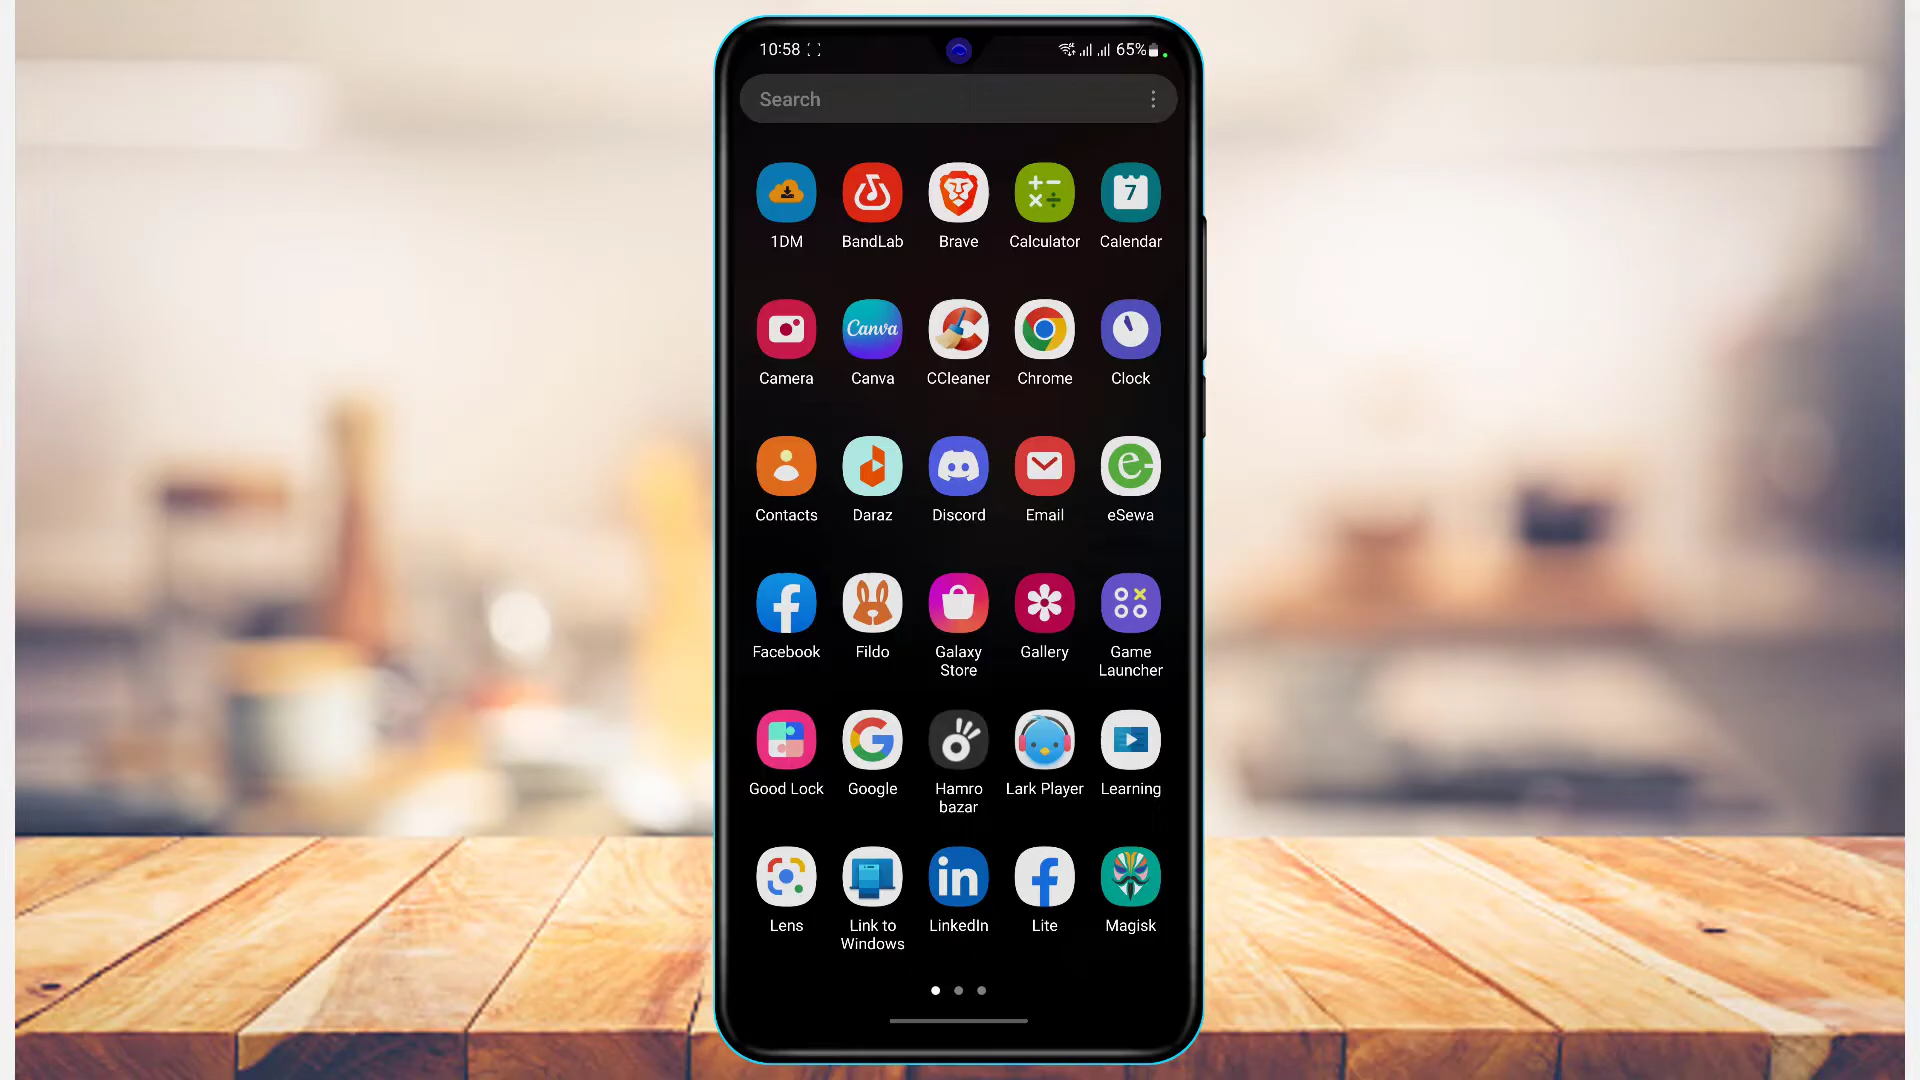 10:58
65%
Search
7
1DM
BandLab
Brave
Calculator
Calendar
Canva
Camera
Canva
CCleaner
Chrome
Clock
Contacts
Daraz
Discord
Email
eSewa
Facebook
Fildo
Galaxy
Store
Gallery
Game
Launcher
Good Lock
Google
Hamro
bazar
Lark Player
Learning
in
Lens
Link to
Windows
LinkedIn
Lite
Magisk